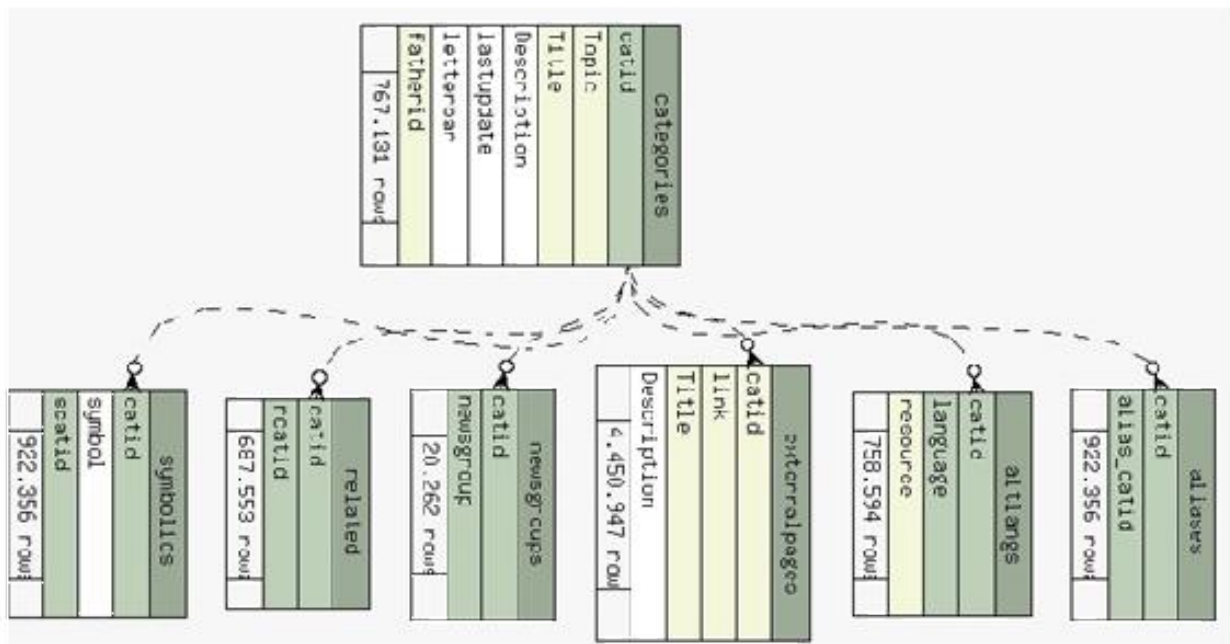 categories
catid
Topic
Title
Description
lastupdate
letterbar
fatherid
767.131 rows
aliases
catid
alias_catid
922.356 rows
altlangs
catid
language
resource
758.594 rows
externalpages
catid
link
Title
Description
4.450.947 row
newsgroups
catid
newsgroup
20.262 rows
related
catid
rcatid
687.553 rows
symbolics
catid
symbol
scatid
922.356 rows